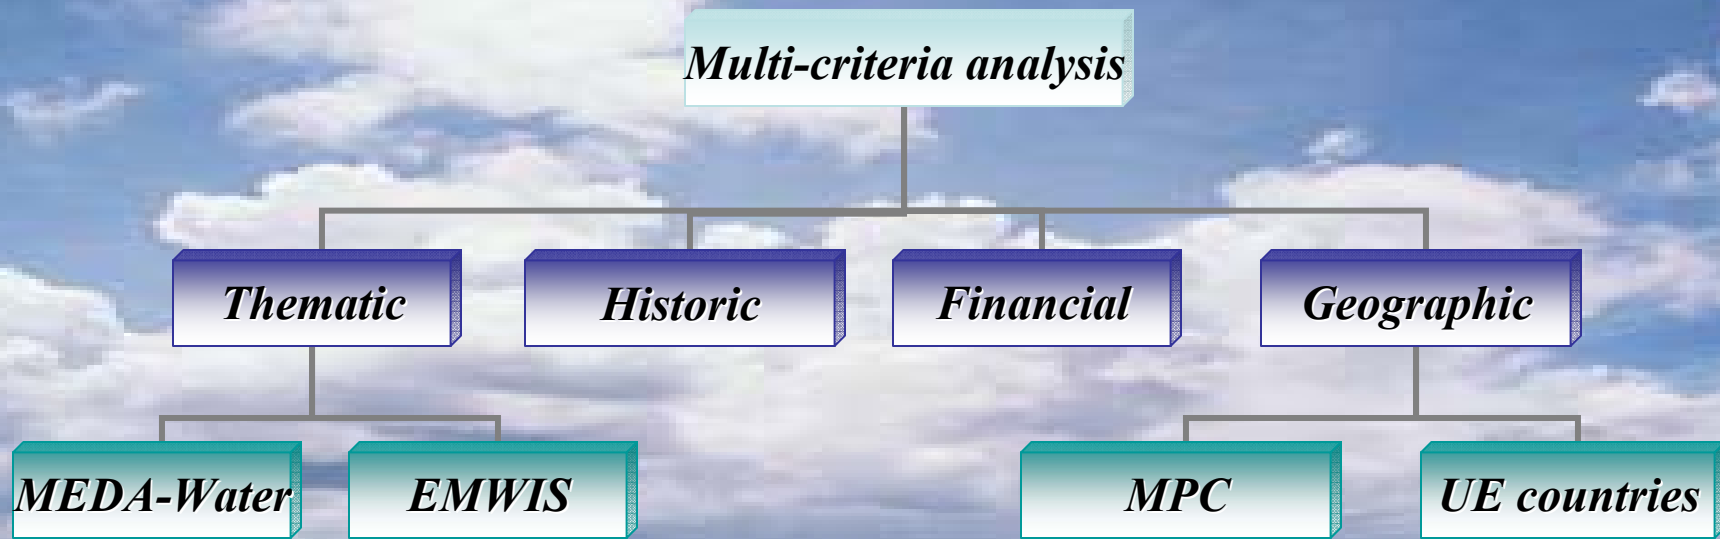 Multi-criteria analysis
Thematic
Historic
Financial
Geographic
MEDA-Water
EMWIS
MPC
UE countries